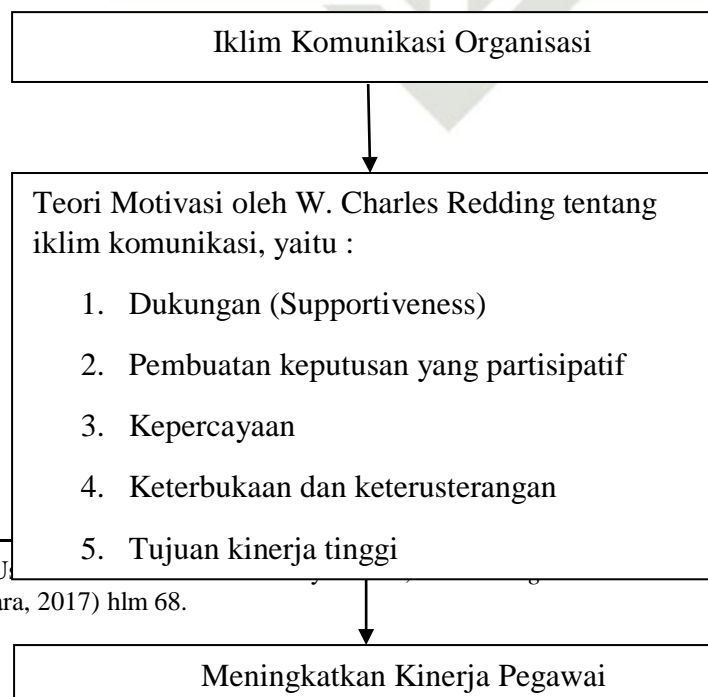 Iklim Komunikasi Organisasi
Teori Motivasi oleh W. Charles Redding tentang
iklim komunikasi, yaitu :
1. Dukungan (Supportiveness)
2. Pembuatan keputusan yang partisipatif
3. Kepercayaan
4. Keterbukaan dan keterusterangan
5. Tujuan kinerja tinggi
2017) hlm 68.
Meningkatkan Kinerja Pegawai